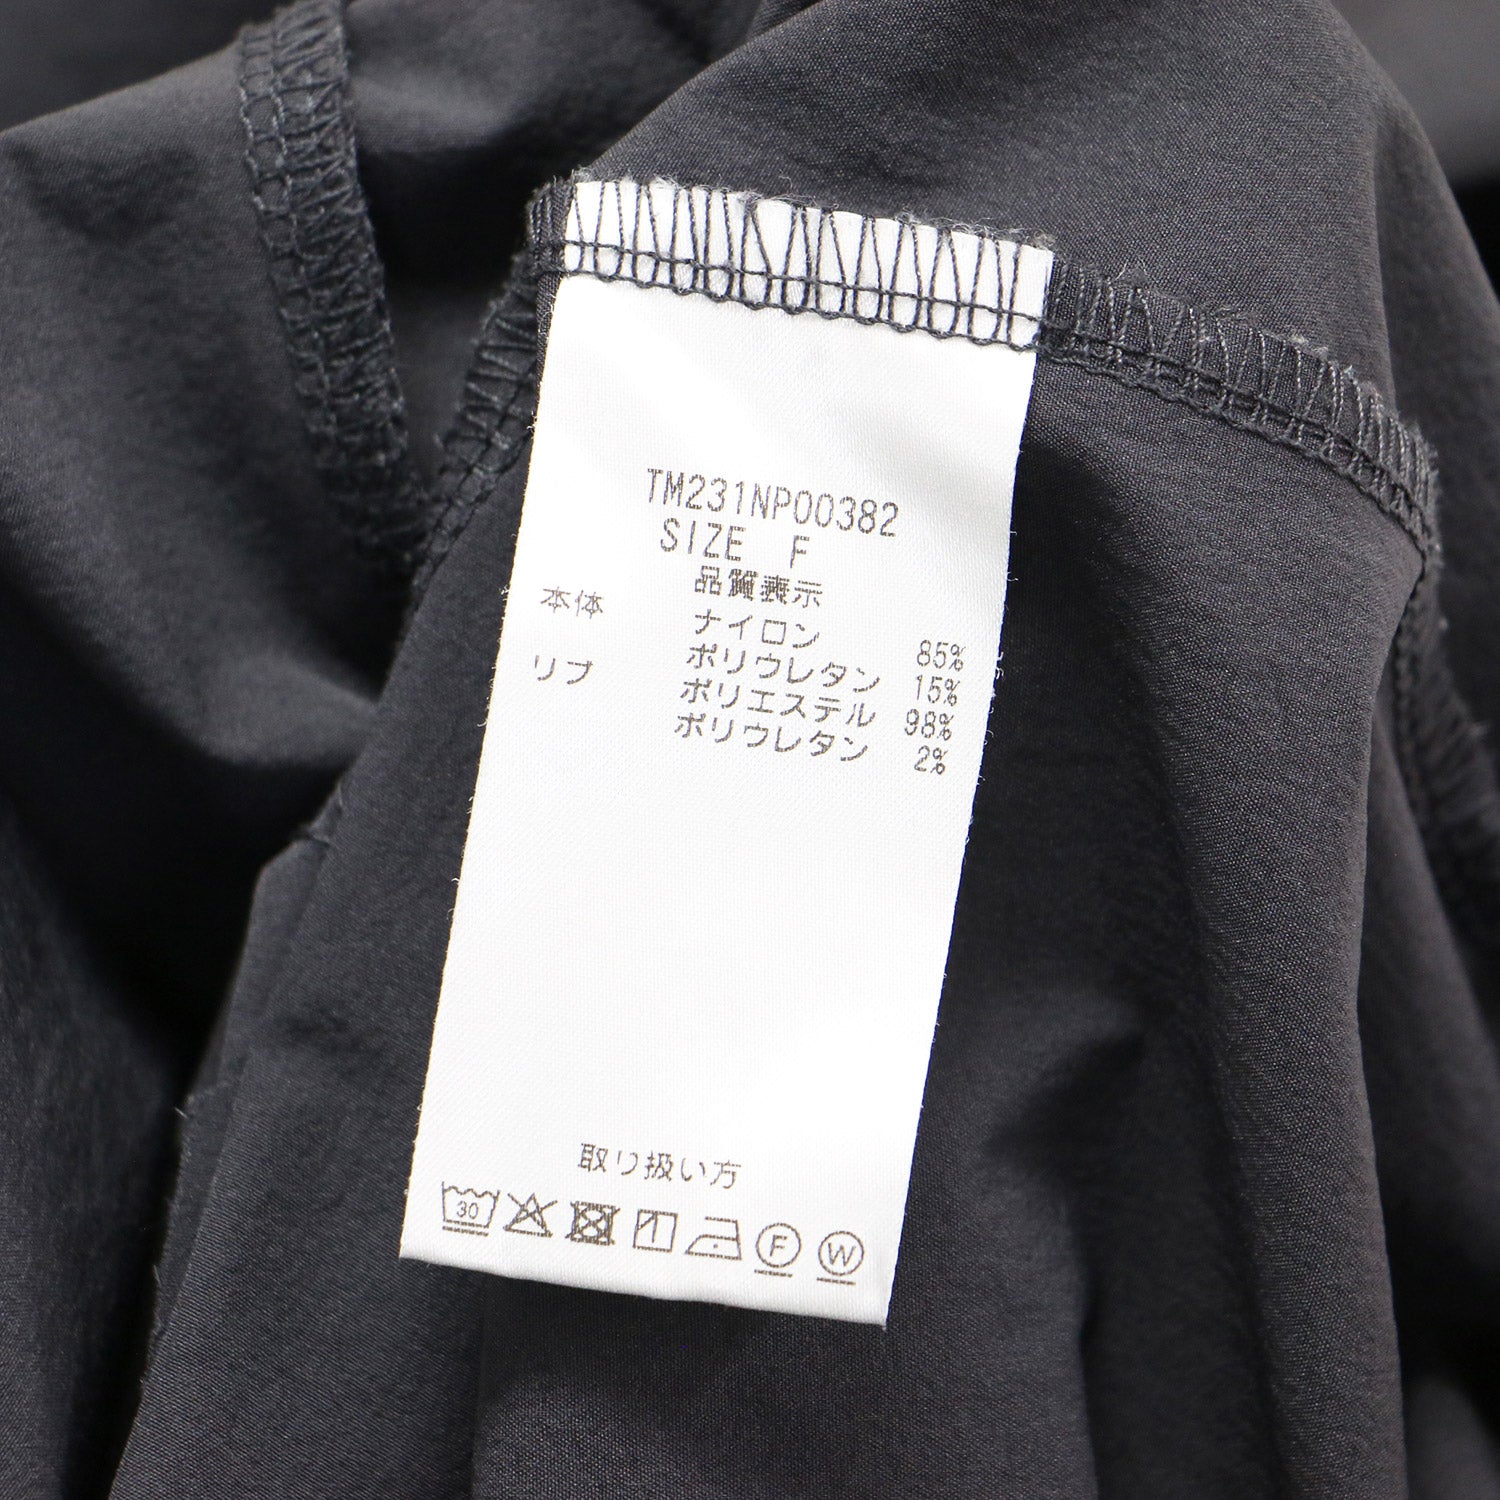 TM231NP00382
SIZE F
品質表示
本体 ナイロン 85%
ポリウレタン 15%
リブ ポリエステル 98%
ポリウレタン 2%
取り扱い方
30 F W